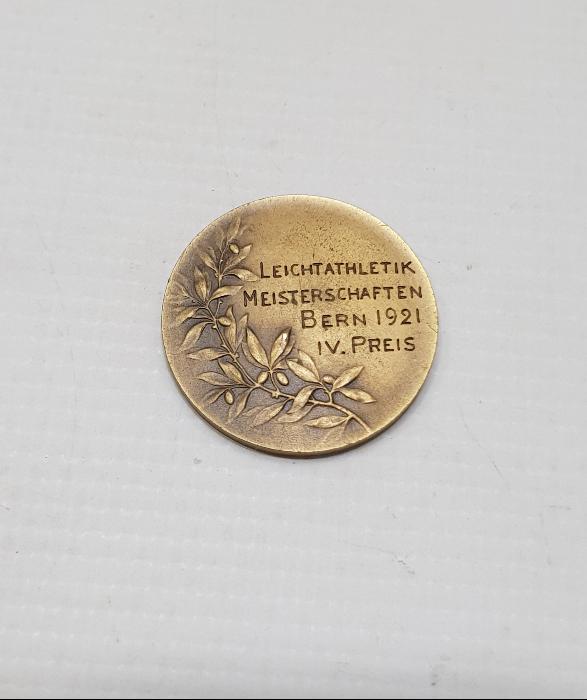 LEICHTATHLETIK
MEISTERSCHAFTEN
BERN 1921
IV. PREIS